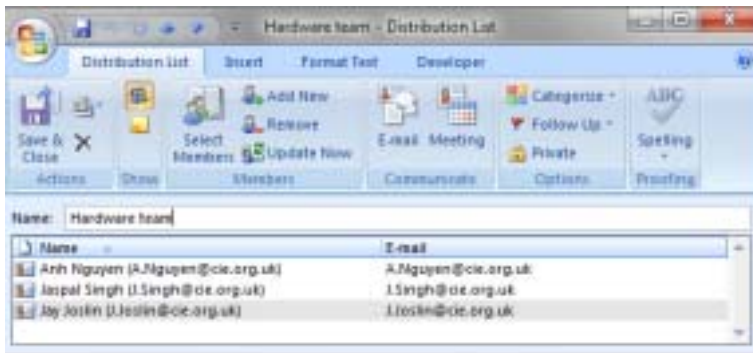 Hardware team - Distribution List
Distribution List Insert Format Text Developer
Save & Close
Select Members
Add New
Remove
Update Now
E-mail Meeting
Categorize
Follow Up
Private
ABC
Spelling
Actions Show Members Communicate Options Proofing
Name: Hardware team
Name E-mail
Anh Nguyen (A.Nguyen@cie.org.uk) A.Nguyen@cie.org.uk
Jaspal Singh (J.Singh@cie.org.uk) J.Singh@cie.org.uk
Jay Joslin (J.Joslin@cie.org.uk) J.Joslin@cie.org.uk